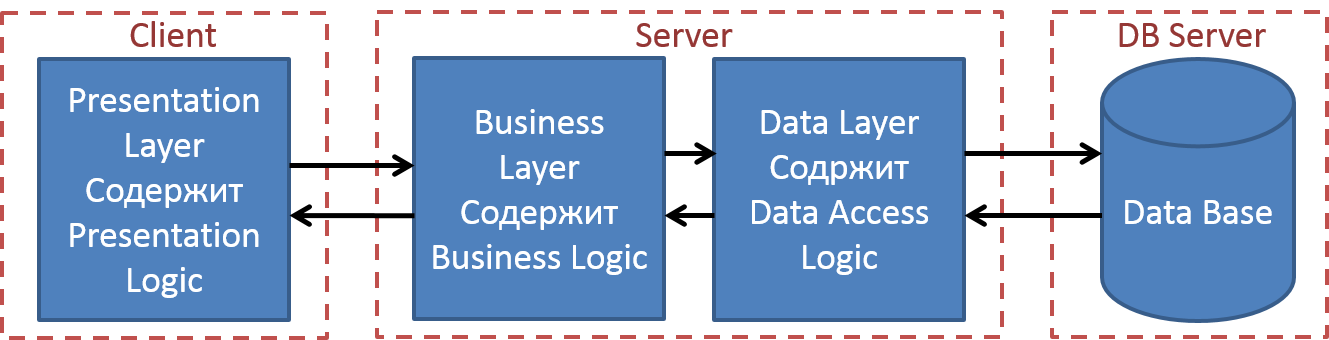 Client
Presentation
Layer
Содержит
Presentation
Logic
Server
Business
Layer
Содержит
Business Logic
Data Layer
Содржит
Data Access
Logic
DB Server
Data Base